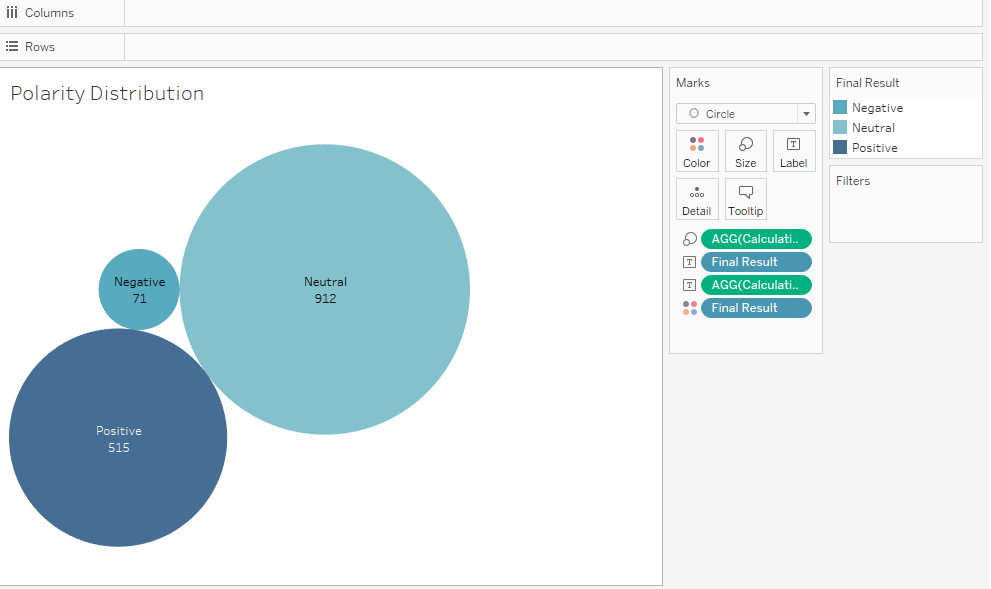 Columns
Rows
Polarity Distribution
Negative
71
Neutral
912
Positive
515
Marks
Circle
Color
Size
Label
Detail
Tooltip
AGG(Calculati..
Final Result
AGG(Calculati..
Final Result
Final Result
Negative
Neutral
Positive
Filters